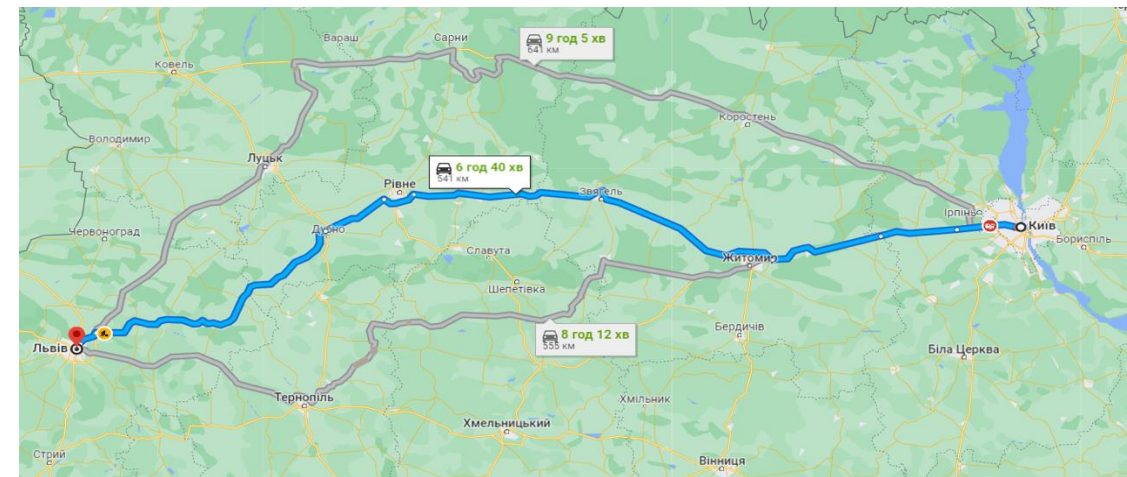 Вараш
Сарни
9 год 5 хв
641 км
Ковель
Коростень
Володимир
Луцьк
6 год 40 хв
541 км
Рівне
Звягель
Ірпінь
Київ
Бориспіль
Червоноград
Дубно
Славута
Житомир
Шепетівка
8 год 12 хв
555 км
Бердичів
Львів
Біла Церква
Тернопіль
Хмільник
Хмельницький
Стрий
Вінниця